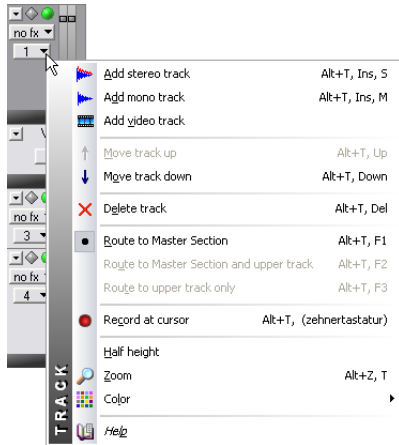 no fx
1
Add stereo track Alt+T, Ins, S
Add mono track Alt+T, Ins, M
Add video track
Move track up Alt+T, Up
Move track down Alt+T, Down
Delete track Alt+T, Del
Route to Master Section Alt+T, F1
Route to Master Section and upper track Alt+T, F2
Route to upper track only Alt+T, F3
Record at cursor Alt+T, (zehnertastatur)
Half height
Zoom Alt+Z, T
Color
Help
TRACK
no fx
3
no fx
4